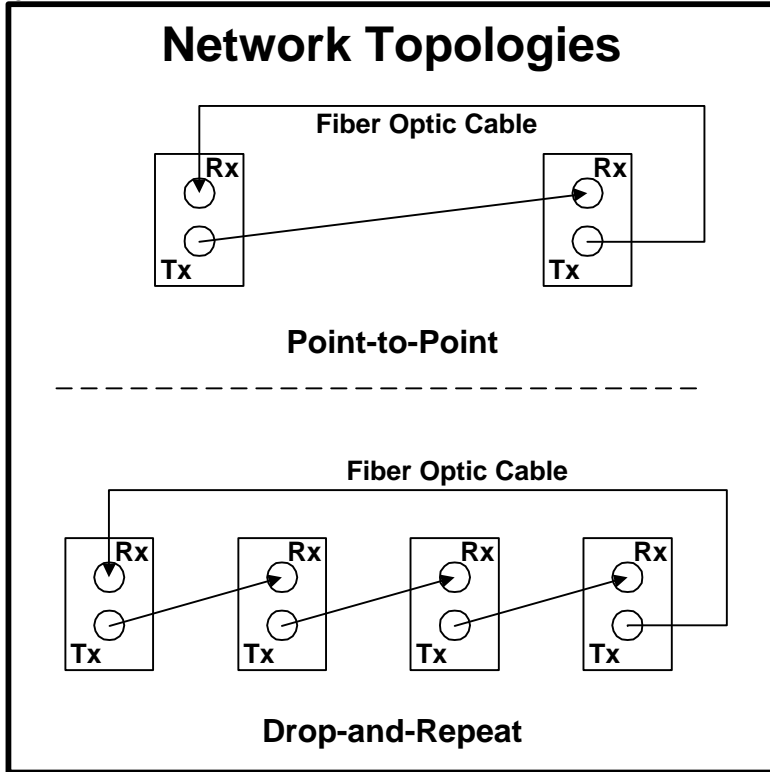 Network Topologies
Fiber Optic Cable
Rx Rx
Tx Tx
Point-to-Point
Fiber Optic Cable
Rx Rx Rx Rx
Tx Tx Tx Tx
Drop-and-Repeat